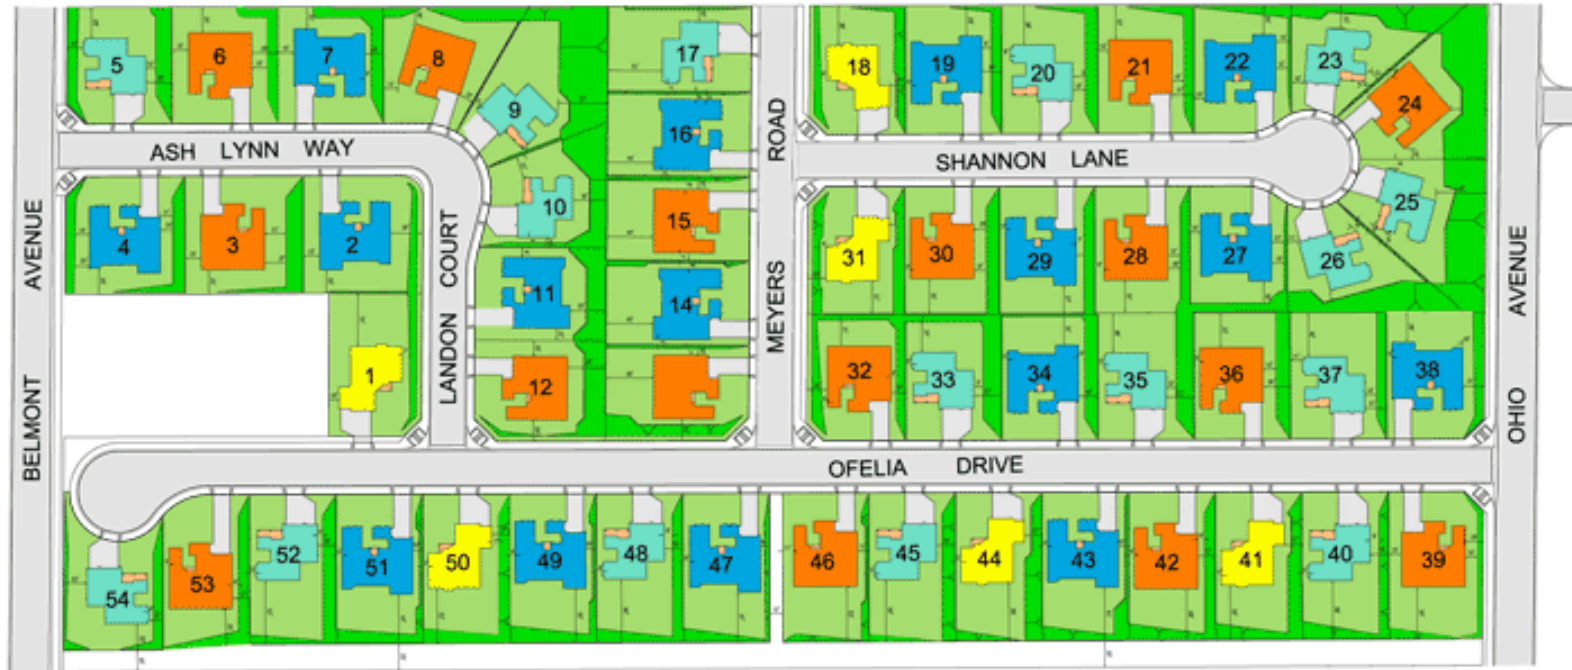 5 6 7 8 17 18 19 20 21 22 23
9 24
16
ROAD
ASH LYNN WAY
SHANNON LANE
10 15 25
4 3 2
31 30 29 28 27 26
BELMONT AVENUE
LANDON COURT
MEYERS
OHIO AVENUE
11 14
1 12
32 33 34 35 36 37 38
OFELIA DRIVE
54 53 52 51 50 49 48 47 46 45 44 43 42 41 40 39